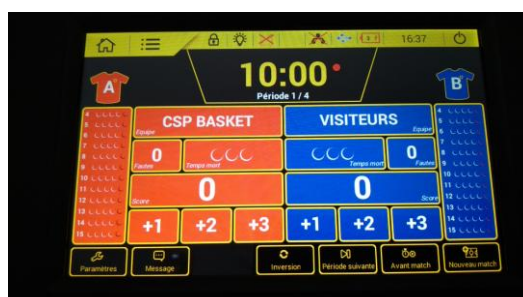 16:37
10:00
Période 1 / 4
A
B
CSP BASKET
Equipe
VISITEURS
Equipe
0
Fautes
Temps mort
Temps mort
0
Fautes
0
Score
0
Score
+1 +2 +3 +1 +2 +3
4 4
5 5
6 6
7 7
8 8
9 9
10 10
11 11
12 12
13 13
14 14
15 15
Paramètres
Message
Inversion
Période suivante
Avant match
Nouveau match